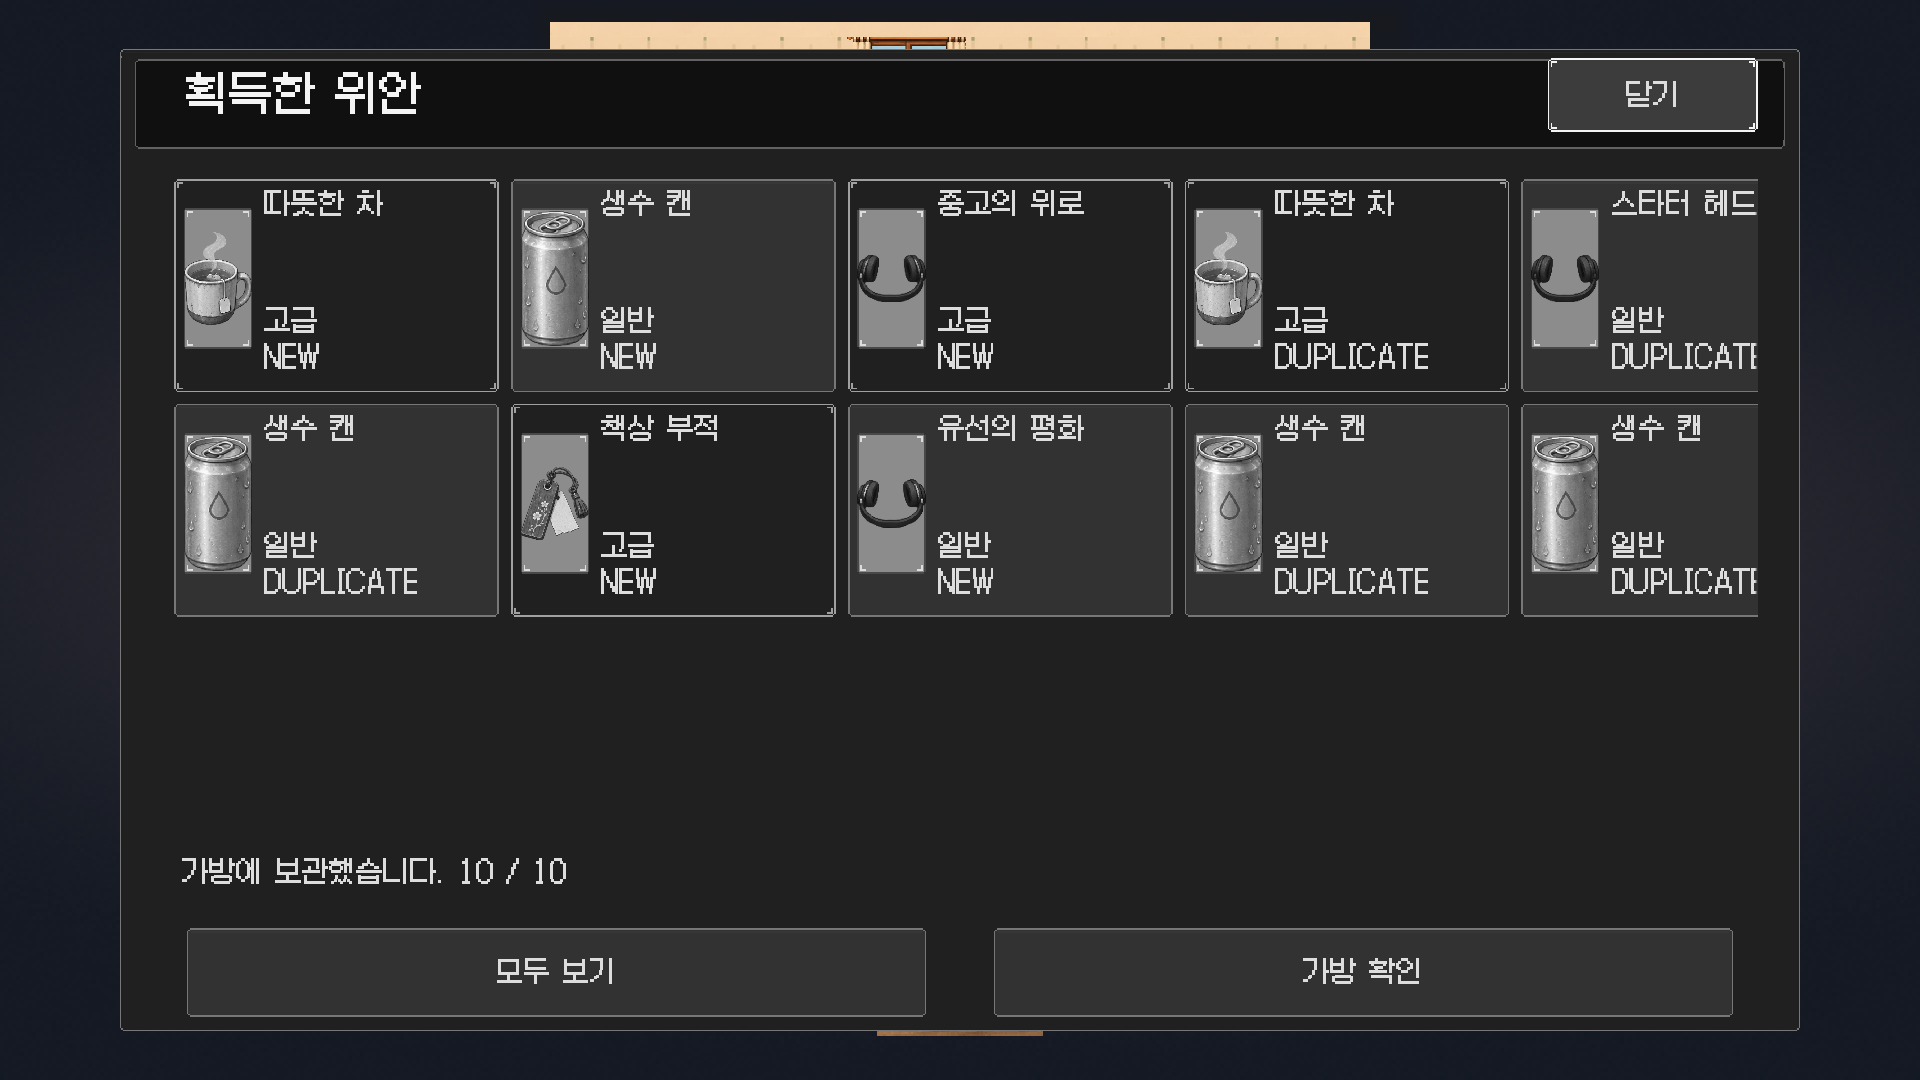 획득한 위안
닫기
따뜻한 차
고급
NEW
생수 캔
일반
NEW
중고의 위로
고급
NEW
따뜻한 차
고급
DUPLICATE
스타터 헤드
일반
DUPLICATE
생수 캔
일반
DUPLICATE
책상 부적
고급
NEW
유선의 평화
일반
NEW
생수 캔
일반
DUPLICATE
생수 캔
일반
DUPLICATE
가방에 보관했습니다. 10 / 10
모두 보기
가방 확인